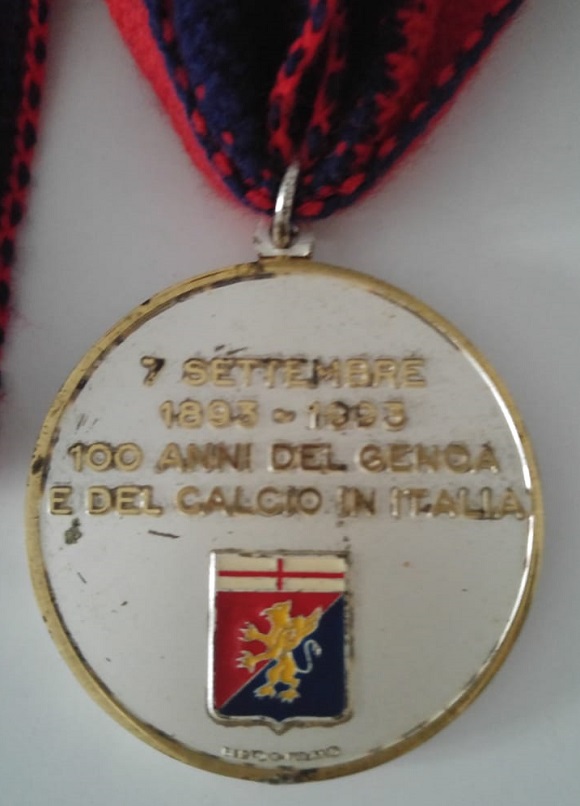 7 SETTEMBRE
1893 - 1993
100 ANNI DEL GENOA
E DEL CALCIO IN ITALIA